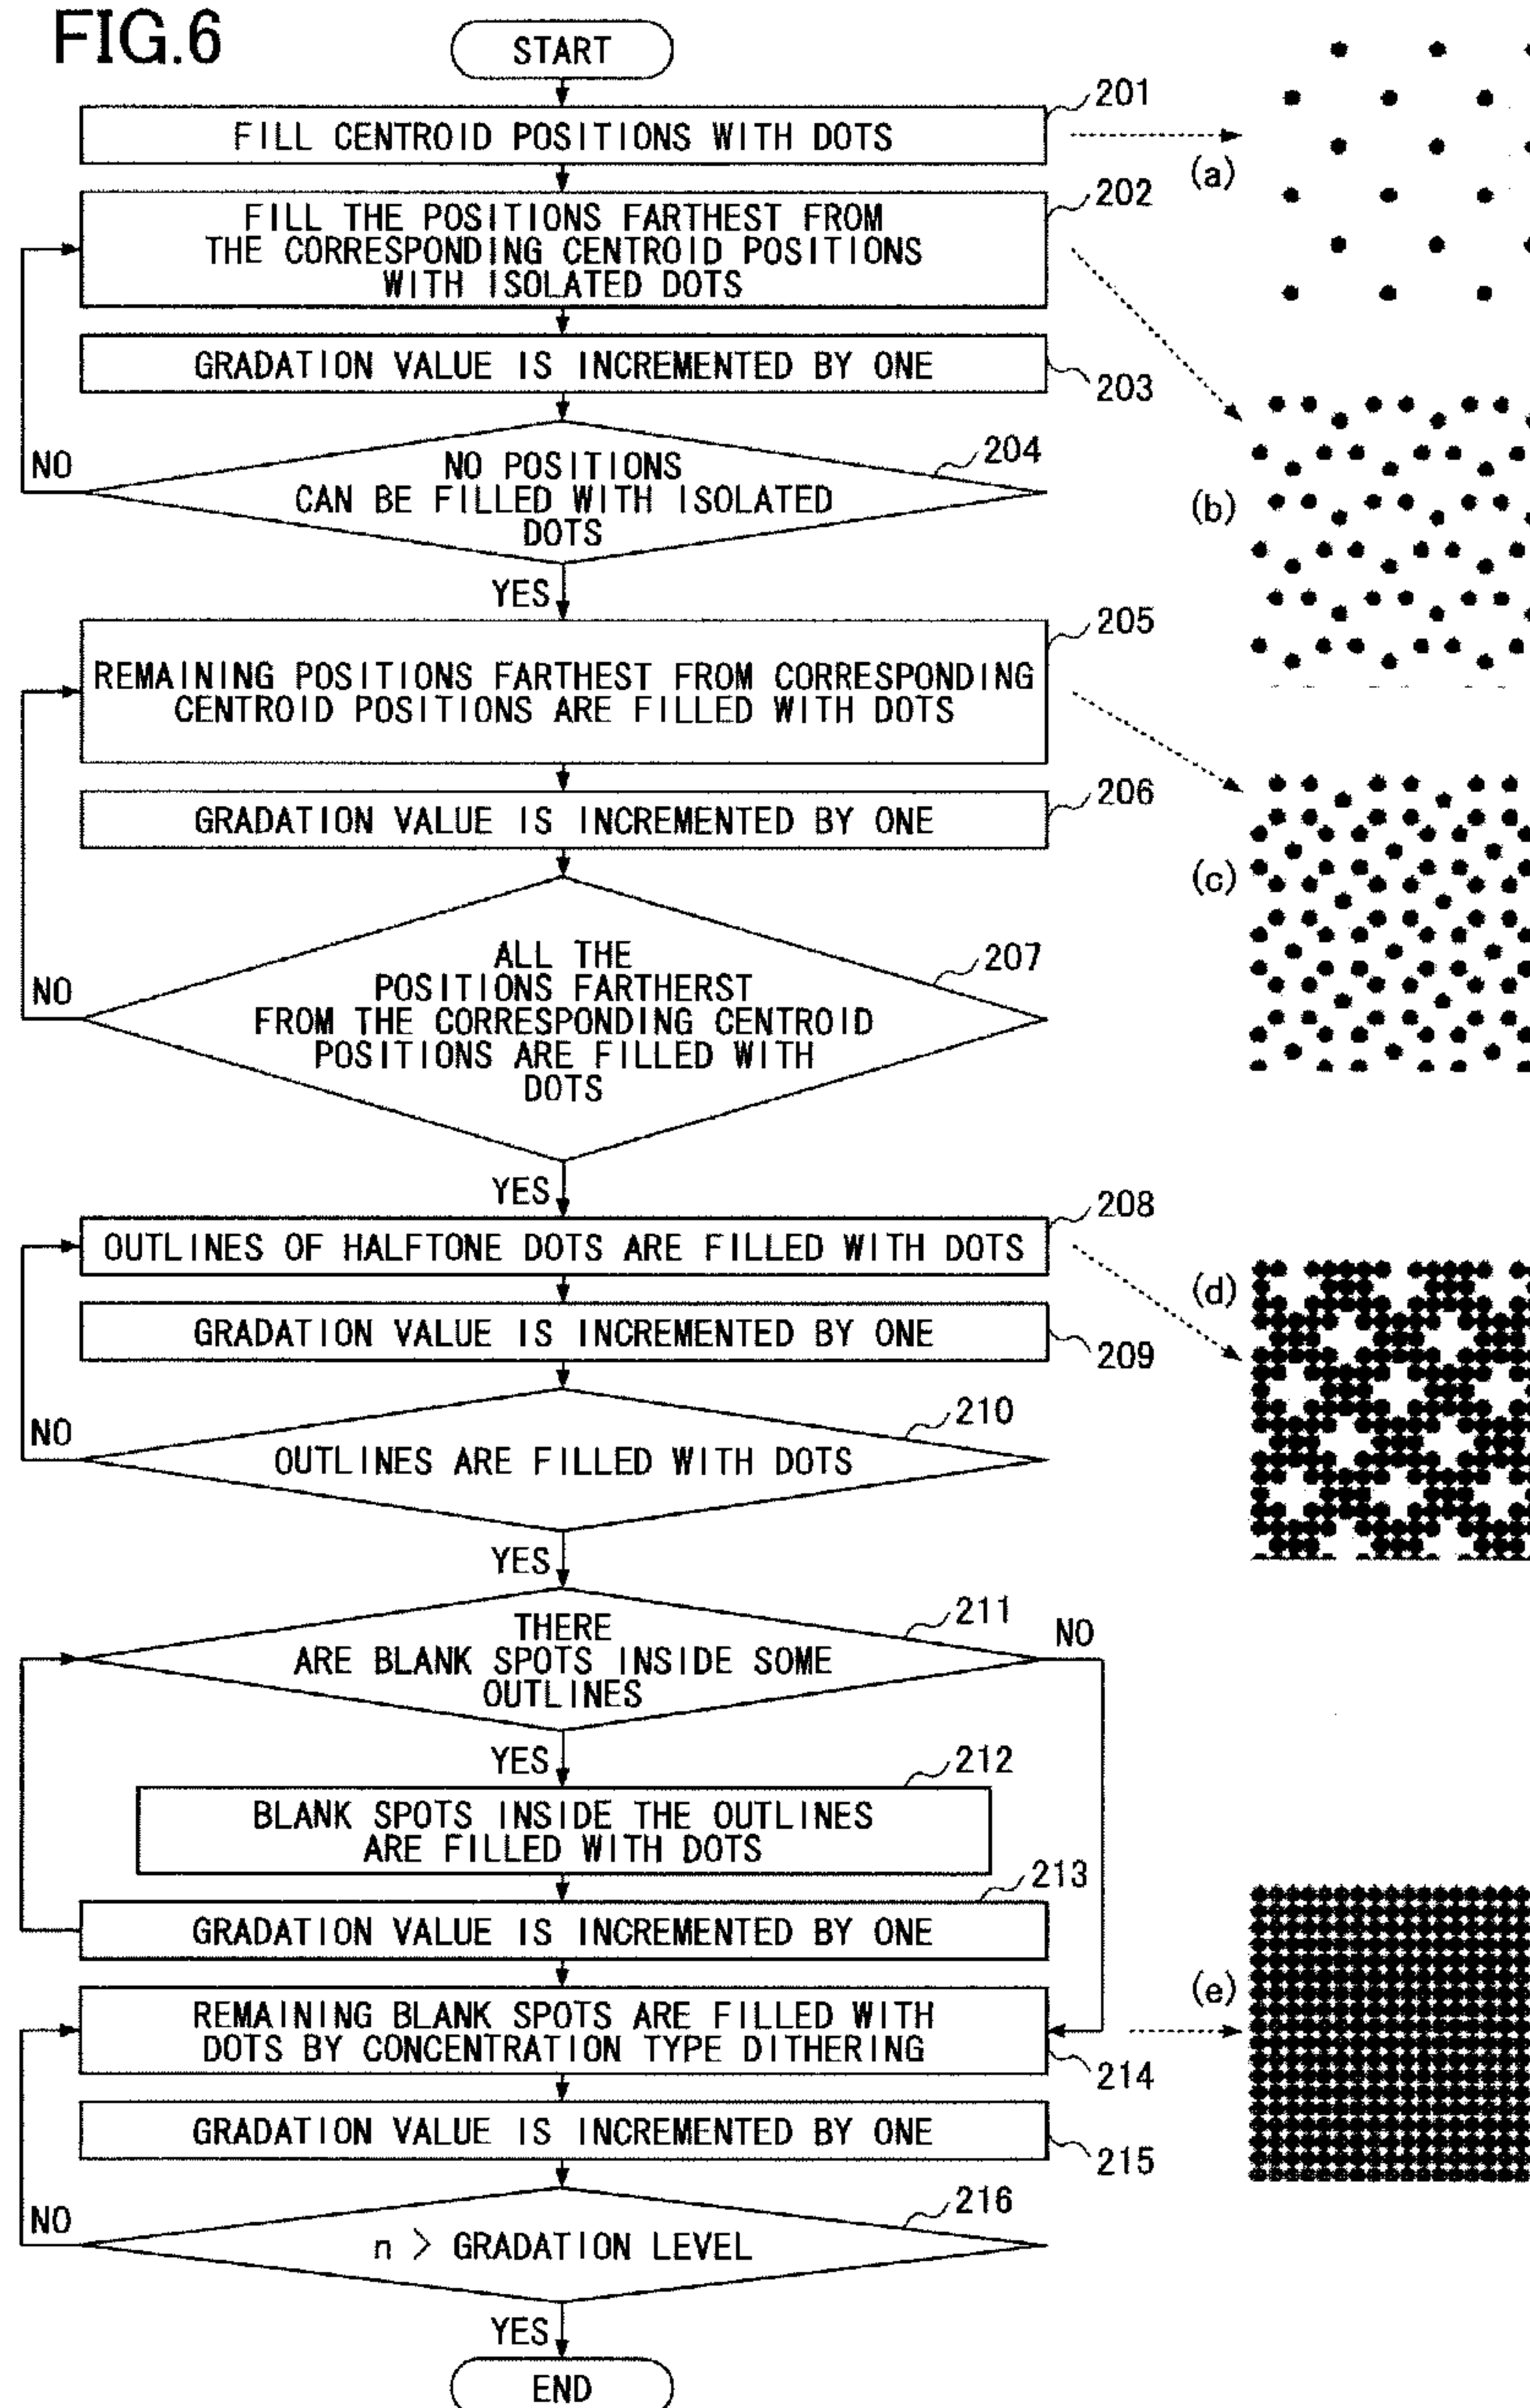 FIG.6
START
201
FILL CENTROID POSITIONS WITH DOTS
(a)
202
FILL THE POSITIONS FARTHEST FROM
THE CORRESPONDING CENTROID POSITIONS
WITH ISOLATED DOTS
GRADATION VALUE IS INCREMENTED BY ONE
203
204
NO
NO POSITIONS
CAN BE FILLED WITH ISOLATED
DOTS
(b)
YES
205
REMAINING POSITIONS FARTHEST FROM CORRESPONDING
CENTROID POSITIONS ARE FILLED WITH DOTS
206
GRADATION VALUE IS INCREMENTED BY ONE
(c)
207
NO
ALL THE
POSITIONS FARTHERST
FROM THE CORRESPONDING CENTROID
POSITIONS ARE FILLED WITH
DOTS
YES
208
OUTLINES OF HALFTONE DOTS ARE FILLED WITH DOTS
(d)
GRADATION VALUE IS INCREMENTED BY ONE
209
210
NO
OUTLINES ARE FILLED WITH DOTS
YES
211
NO
THERE
ARE BLANK SPOTS INSIDE SOME
OUTLINES
YES
212
BLANK SPOTS INSIDE THE OUTLINES
ARE FILLED WITH DOTS
213
GRADATION VALUE IS INCREMENTED BY ONE
(e)
REMAINING BLANK SPOTS ARE FILLED WITH
DOTS BY CONCENTRATION TYPE DITHERING
214
GRADATION VALUE IS INCREMENTED BY ONE
215
216
NO
n > GRADATION LEVEL
YES
END